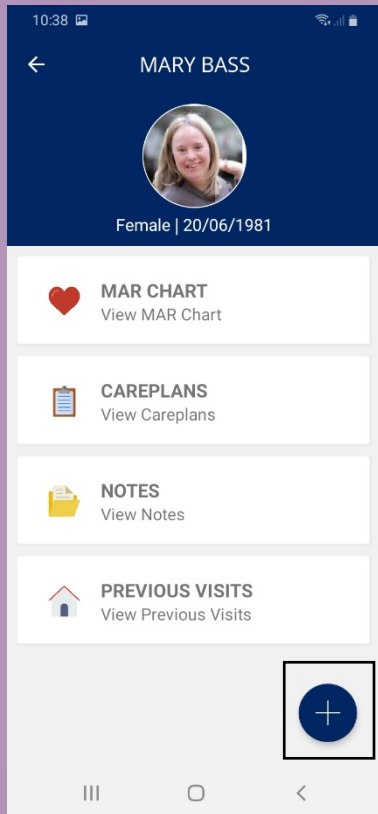 10:38
MARY BASS
Female | 20/06/1981
MAR CHART
View MAR Chart
CAREPLANS
View Careplans
NOTES
View Notes
PREVIOUS VISITS
View Previous Visits